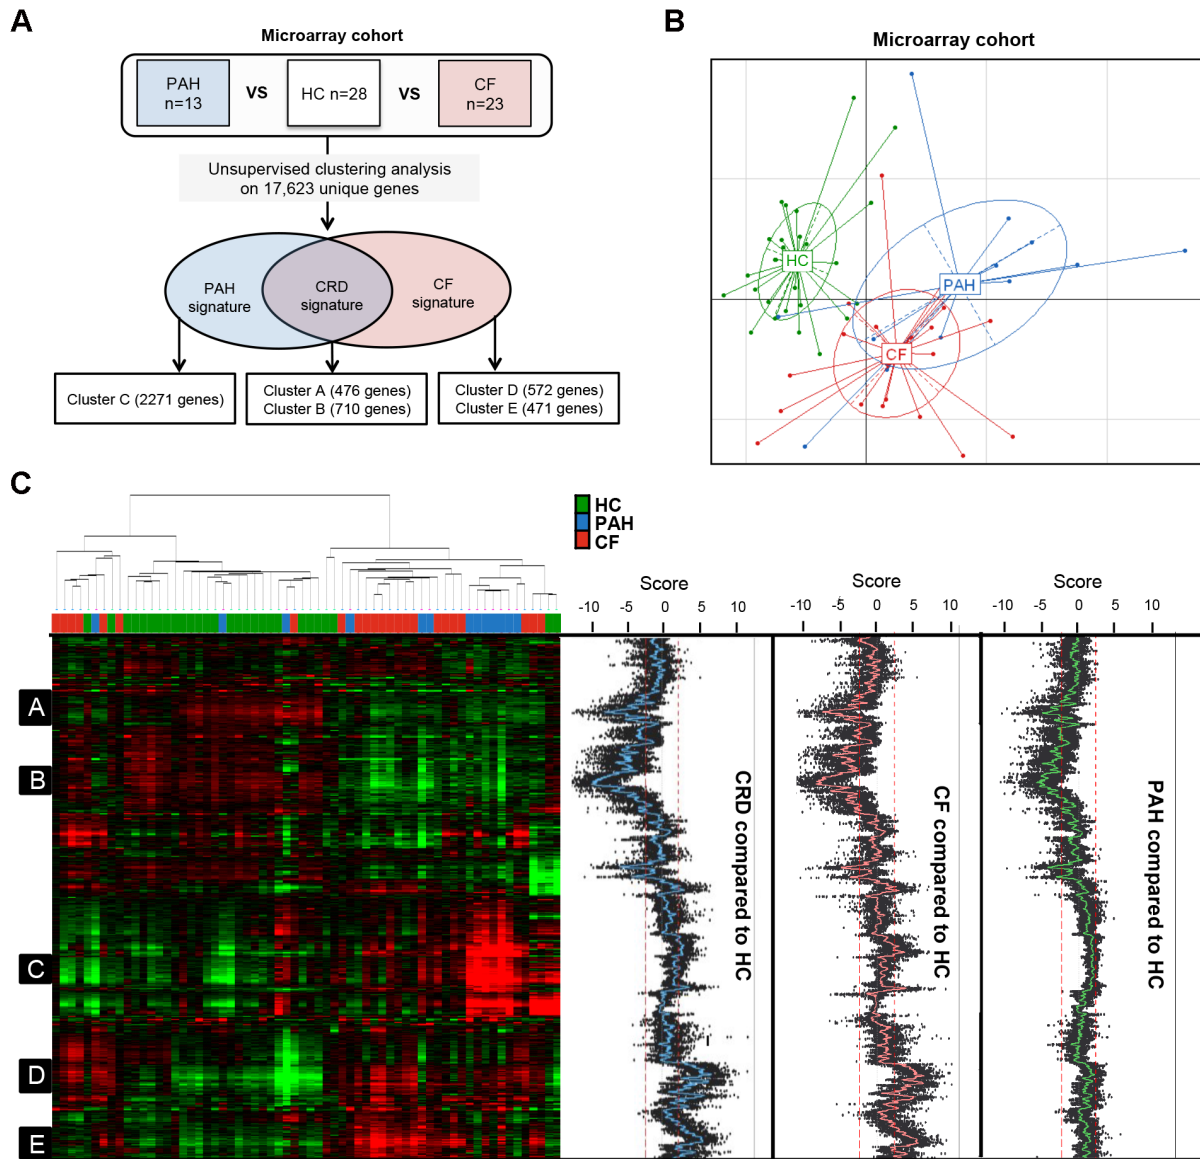 A
Microarray cohort
PAH
n=13
VS
HC n=28
VS
CF
n=23
Unsupervised clustering analysis
on 17,623 unique genes
PAH
signature
CRD
signature
CF
signature
Cluster C (2271 genes)
Cluster A (476 genes)
Cluster B (710 genes)
Cluster D (572 genes)
Cluster E (471 genes)
B
Microarray cohort
HC
PAH
CF
C
HC
PAH
CF
A
B
C
D
E
Score
-10 -5 0 5 10
CRD compared to HC
Score
-10 -5 0 5 10
CF compared to HC
Score
-10 -5 0 5 10
PAH compared to HC